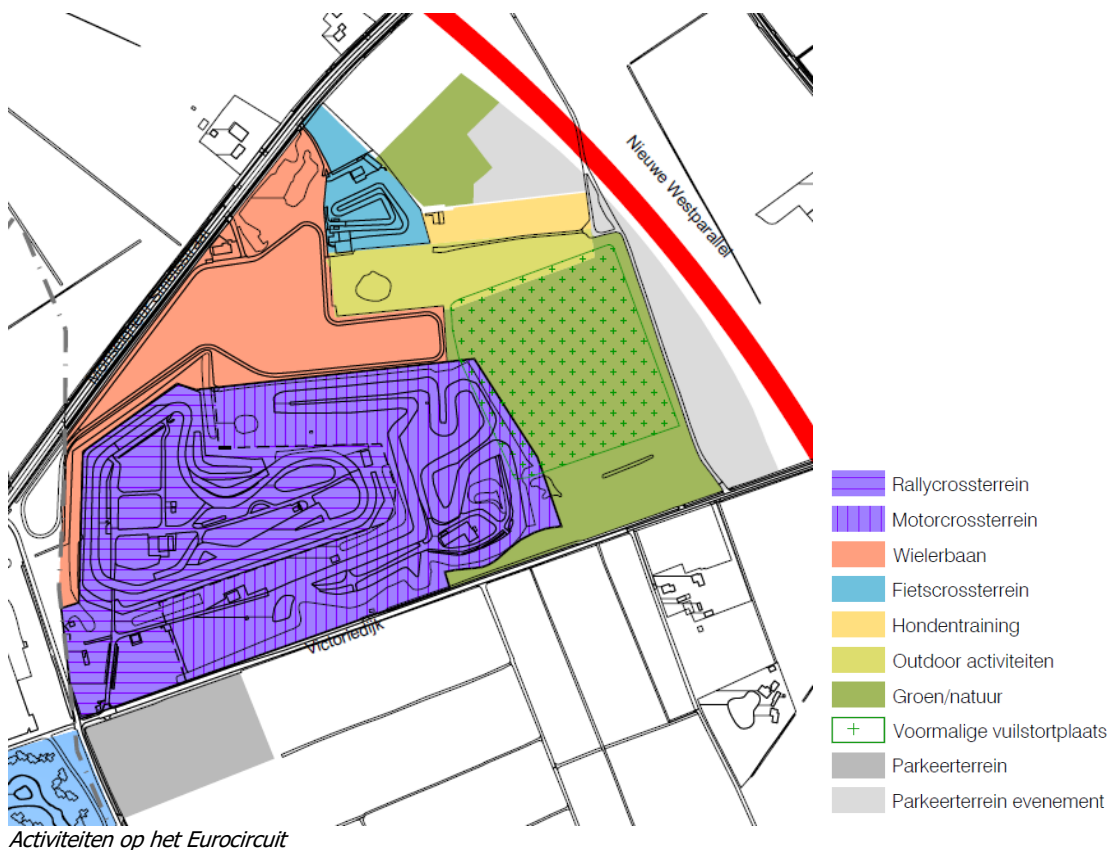 Nieuwe Westparallel
Victoriedijk
Rallycrossterrein
Motorcrossterrein
Wielerbaan
Fietscrossterrein
Hondentraining
Outdoor activiteiten
Groen/natuur
Voormalige vuilstortplaats
Parkeerterrein
Parkeerterrein evenement
Activiteiten op het Eurocircuit